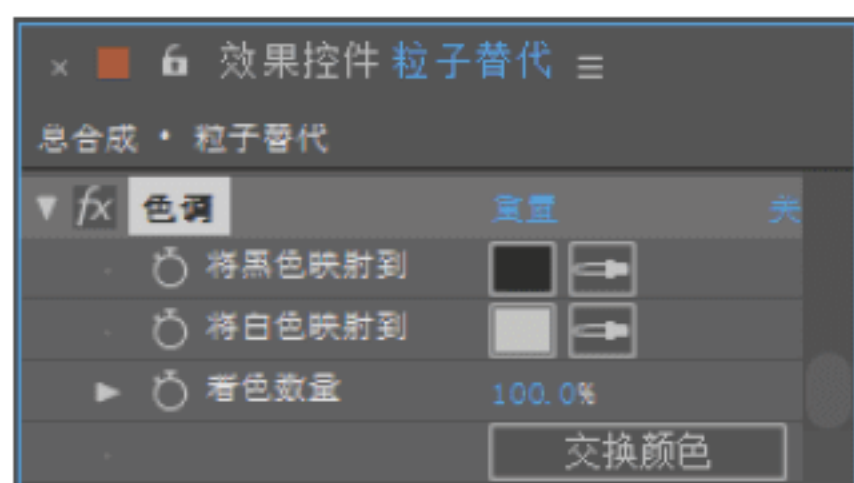 × 效果控件 粒子替代 ≡
总合成 • 粒子替代
fx 色调 重置 关
将黑色映射到
将白色映射到
着色数量 100.0%
交换颜色